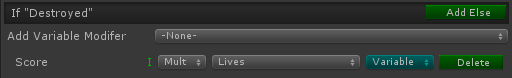 If "Destroyed" Add Else
Add Variable Modifer -None-
Score I Mult Lives Variable Delete